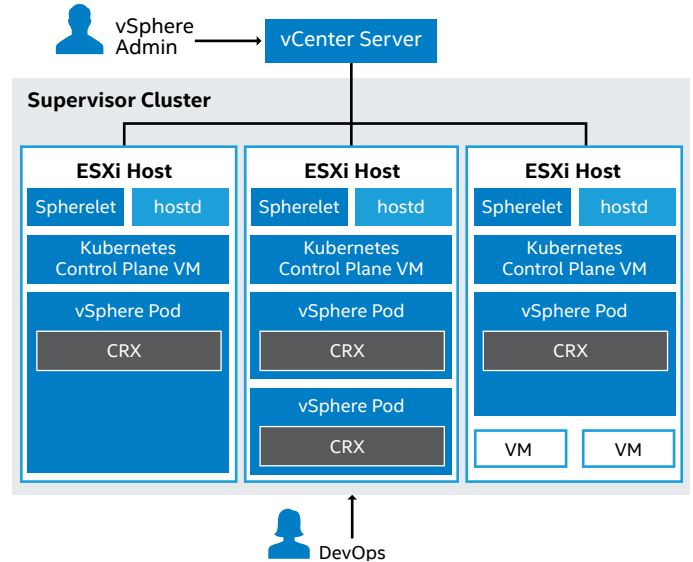 vSphere
Admin
vCenter Server
Supervisor Cluster
ESXi Host
Spherelet
hostd
Kubernetes
Control Plane VM
vSphere Pod
CRX
ESXi Host
Spherelet
hostd
Kubernetes
Control Plane VM
vSphere Pod
CRX
vSphere Pod
CRX
ESXi Host
Spherelet
hostd
Kubernetes
Control Plane VM
vSphere Pod
CRX
VM
VM
DevOps